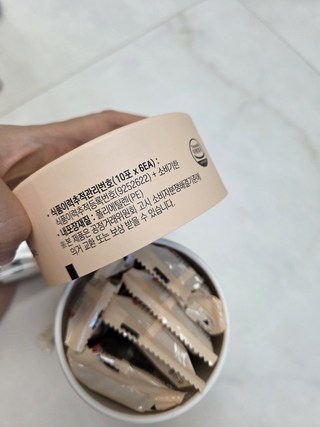 · 식품이력추적관리번호(10포 x 6EA) :
식품이력추적등록번호(9252622) + 소비기한
· 내포장재질 : 폴리에틸렌(PE)
※ 본 제품은 공정거래위원회 고시 소비자분쟁해결기준에
의거 교환 또는 보상 받을 수 있습니다.